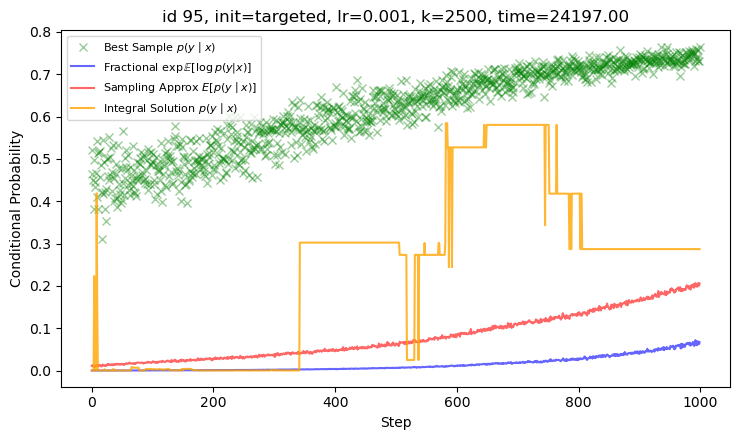 id 95, init=targeted, lr=0.001, k=2500, time=24197.00
Best Sample p(y | x)
Fractional exp 𝔼[log p(y|x)]
Sampling Approx E[p(y | x)]
Integral Solution p(y | x)
Conditional Probability
0.8
0.7
0.6
0.5
0.4
0.3
0.2
0.1
0.0
0
200
400
600
800
1000
Step